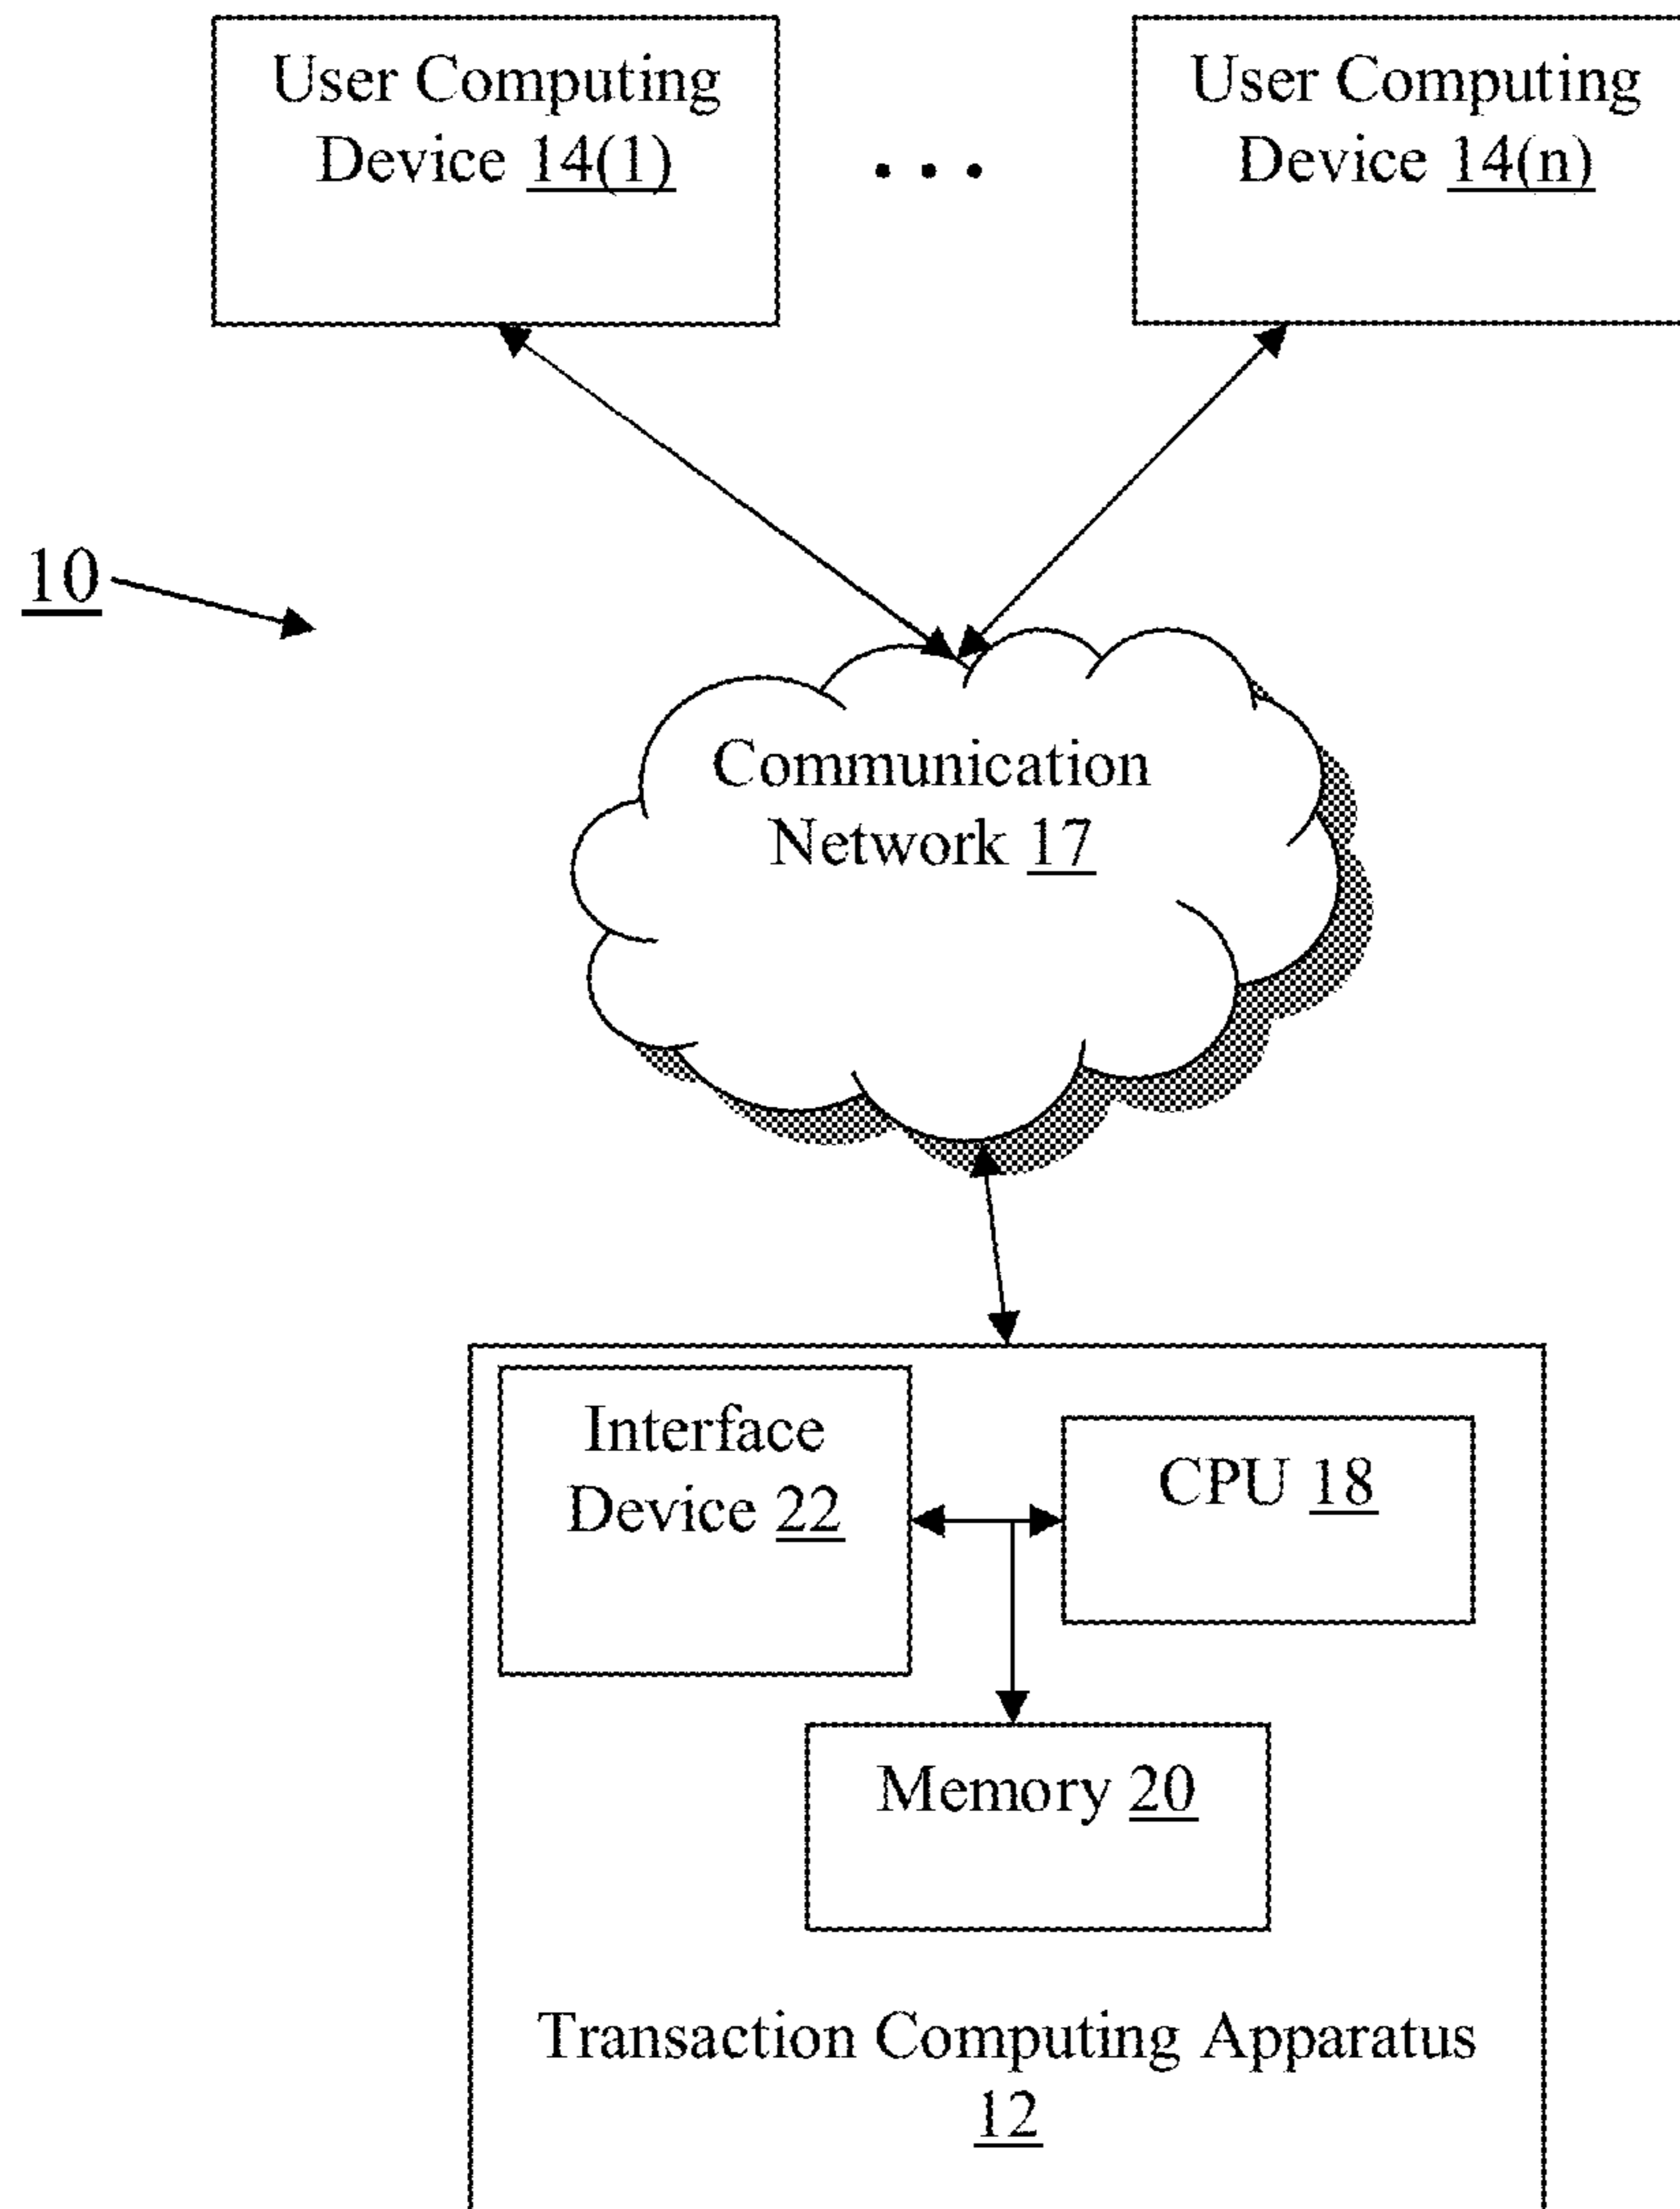 User Computing
Device 14(1)
. . .
User Computing
Device 14(n)
10
Communication
Network 17
Interface
Device 22
CPU 18
Memory 20
Transaction Computing Apparatus
12